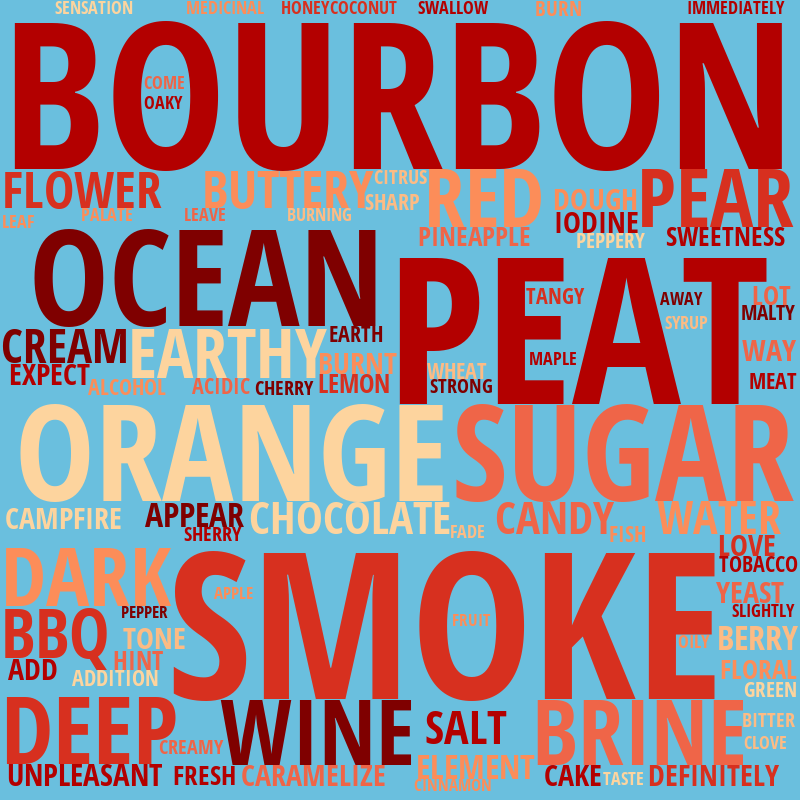 SENSATION MEDICINAL HONEY COCONUT SWALLOW BURN IMMEDIATELY
BOURBON
COME
OAKY
FLOWER BUTTERY CITRUS RED DOUGH PEAR
SHARP
LEAF PALATE LEAVE BURNING IODINE
PINEAPPLE PEPPERY SWEETNESS
OCEAN PEAT
TANGY AWAY LOT
SYRUP MALTY
CREAM EARTHY EARTH
BURNT MAPLE WAY
EXPECT WHEAT
ALCOHOL ACIDIC CHERRY LEMON STRONG MEAT
ORANGE SUGAR
CAMPFIRE APPEAR CHOCOLATE CANDY WATER
SHERRY FADE FISH
LOVE
DARK SMOKE TOBACCO
APPLE YEAST
PEPPER SLIGHTLY
BBQ TONE FRUIT OILY BERRY
ADD HINT FLORAL
ADDITION GREEN
DEEP WINE SALT BRINE BITTER
CREAMY CLOVE
UNPLEASANT FRESH CARAMELIZE ELEMENT CAKE TASTE DEFINITELY
CINNAMON